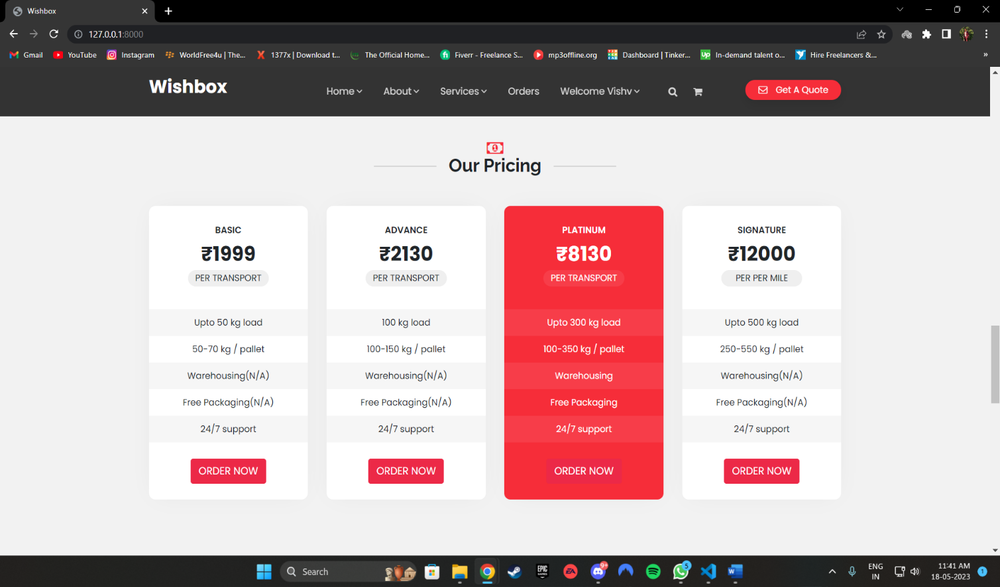 Wishbox
127.0.0.1:8000
Gmail YouTube Instagram WorldFree4u | The... 1377x | Download t... The Official Home... Fiverr - Freelance S... mp3offline.org Dashboard | Tinker... In-demand talent o... Hire Freelancers &...
Wishbox Home About Services Orders Welcome Vishv Get A Quote
Our Pricing
BASIC
₹1999
PER TRANSPORT
Upto 50 kg load
50-70 kg / pallet
Warehousing(N/A)
Free Packaging(N/A)
24/7 support
ORDER NOW
ADVANCE
₹2130
PER TRANSPORT
100 kg load
100-150 kg / pallet
Warehousing(N/A)
Free Packaging(N/A)
24/7 support
ORDER NOW
PLATINUM
₹8130
PER TRANSPORT
Upto 300 kg load
100-350 kg / pallet
Warehousing
Free Packaging
24/7 support
ORDER NOW
SIGNATURE
₹12000
PER PER MILE
Upto 500 kg load
250-550 kg / pallet
Warehousing(N/A)
Free Packaging(N/A)
24/7 support
ORDER NOW
Search
EPIC GAMES
EA
9+
5
W
ENG
IN
11:41 AM
18-05-2023
1